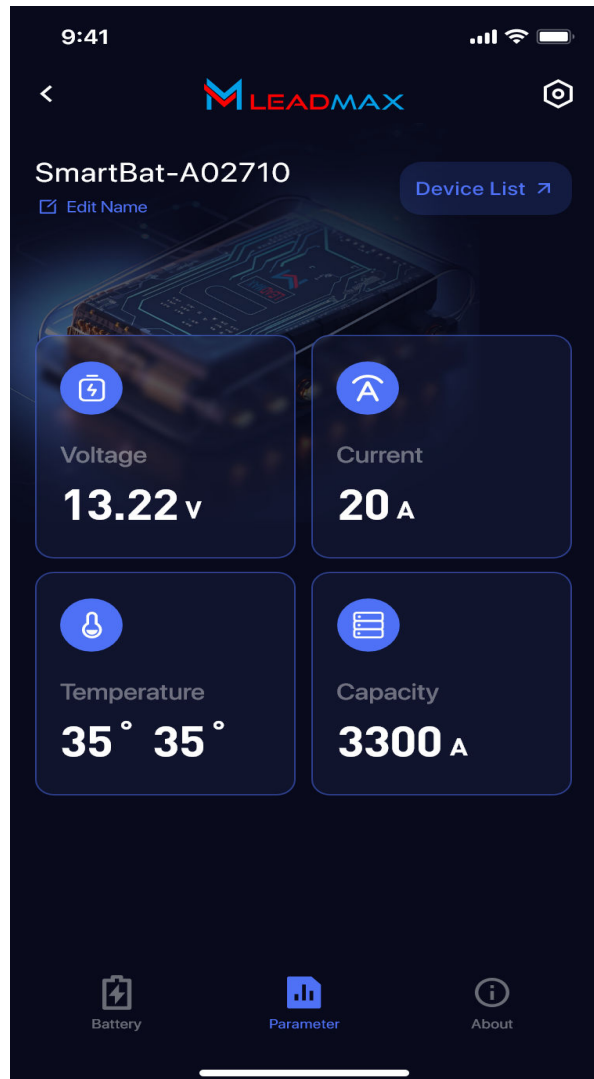 9:41
LEADMAX
SmartBat-A02710
Device List
Edit Name
Voltage
13.22 V
Current
20 A
Temperature
35° 35°
Capacity
3300 A
Battery
Parameter
About